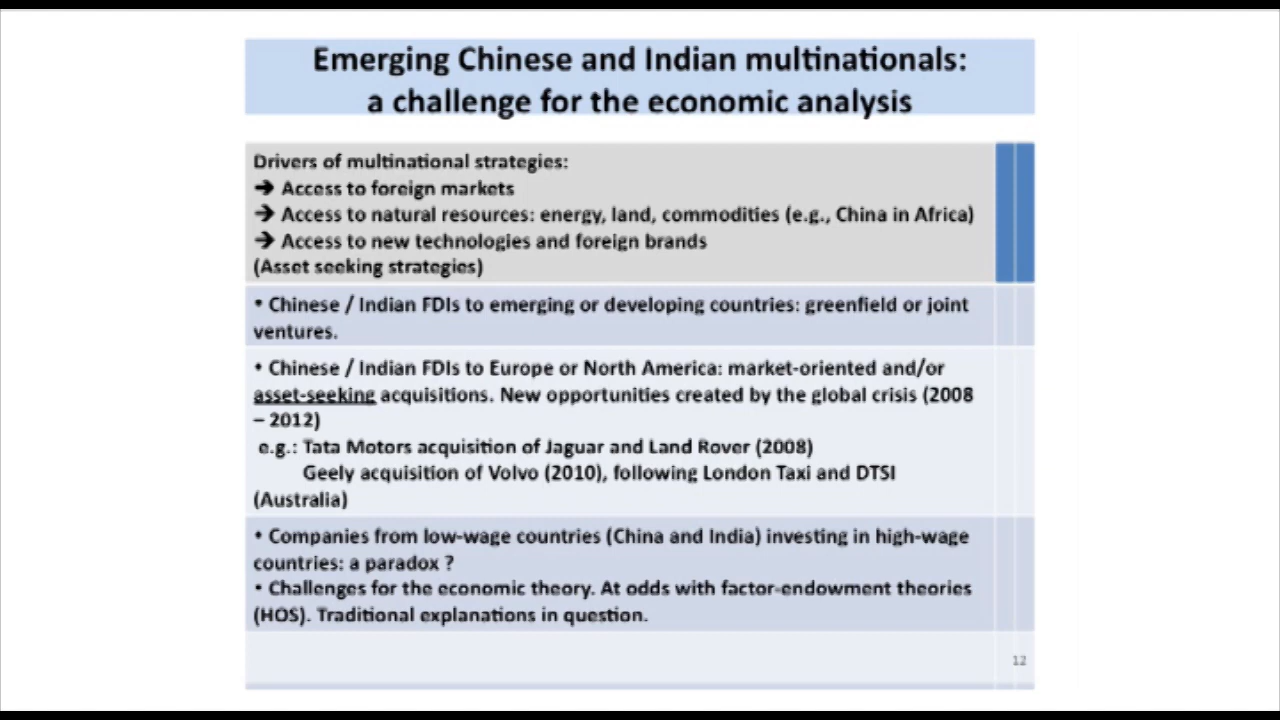 Emerging Chinese and Indian multinationals:
a challenge for the economic analysis
Drivers of multinational strategies:
➔ Access to foreign markets
➔ Access to natural resources: energy, land, commodities (e.g., China in Africa)
➔ Access to new technologies and foreign brands
(Asset seeking strategies)
• Chinese / Indian FDIs to emerging or developing countries: greenfield or joint
ventures.
• Chinese / Indian FDIs to Europe or North America: market-oriented and/or
asset-seeking acquisitions. New opportunities created by the global crisis (2008
– 2012)
e.g.: Tata Motors acquisition of Jaguar and Land Rover (2008)
Geely acquisition of Volvo (2010), following London Taxi and DTSI
(Australia)
• Companies from low-wage countries (China and India) investing in high-wage
countries: a paradox ?
• Challenges for the economic theory. At odds with factor-endowment theories
(HOS). Traditional explanations in question.
12